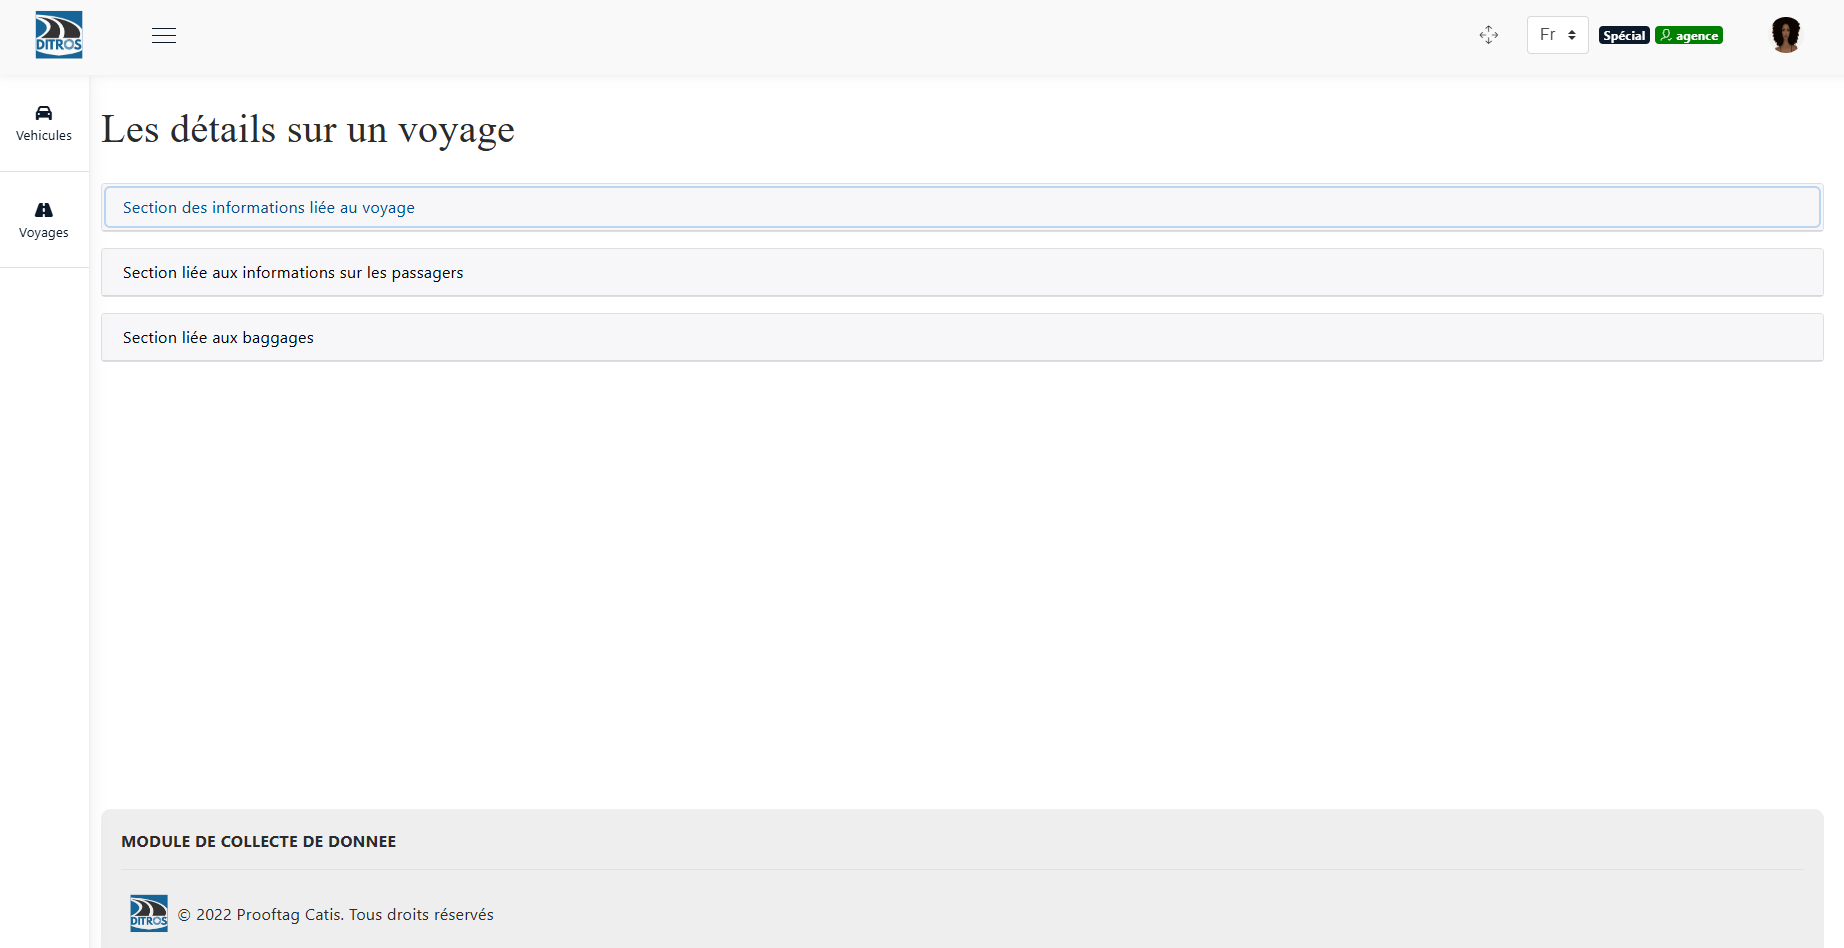 DITROS
Fr
Spécial
agence
Vehicules
Voyages
Les détails sur un voyage
Section des informations liée au voyage
Section liée aux informations sur les passagers
Section liée aux baggages
MODULE DE COLLECTE DE DONNEE
DITROS
© 2022 Prooftag Catis. Tous droits réservés